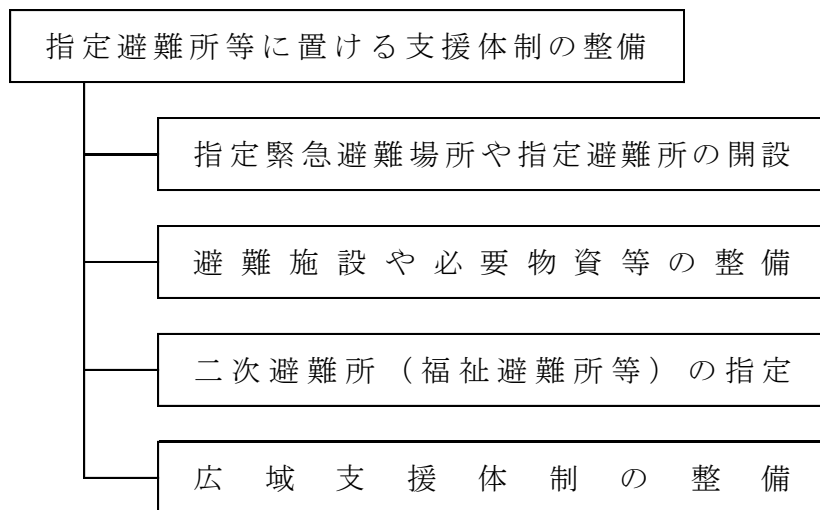 指定避難所等に置ける支援体制の整備
指定緊急避難場所や指定避難所の開設
避難施設や必要物資等の整備
二次避難所（福祉避難所等）の指定
広域支援体制の整備